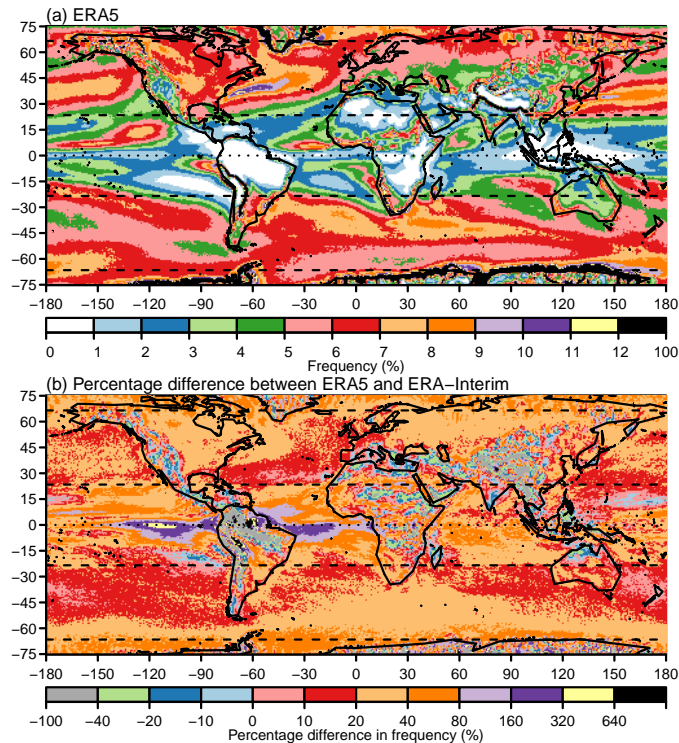 (a) ERA5
75
60
45
30
15
0
−15
−30
−45
−60
−75
−180 −150 −120 −90 −60 −30 0 30 60 90 120 150 180
0 1 2 3 4 5 6 7 8 9 10 11 12 100
Frequency (%)
(b) Percentage difference between ERA5 and ERA−Interim
75
60
45
30
15
0
−15
−30
−45
−60
−75
−180 −150 −120 −90 −60 −30 0 30 60 90 120 150 180
−100 −40 −20 −10 0 10 20 40 80 160 320 640
Percentage difference in frequency (%)